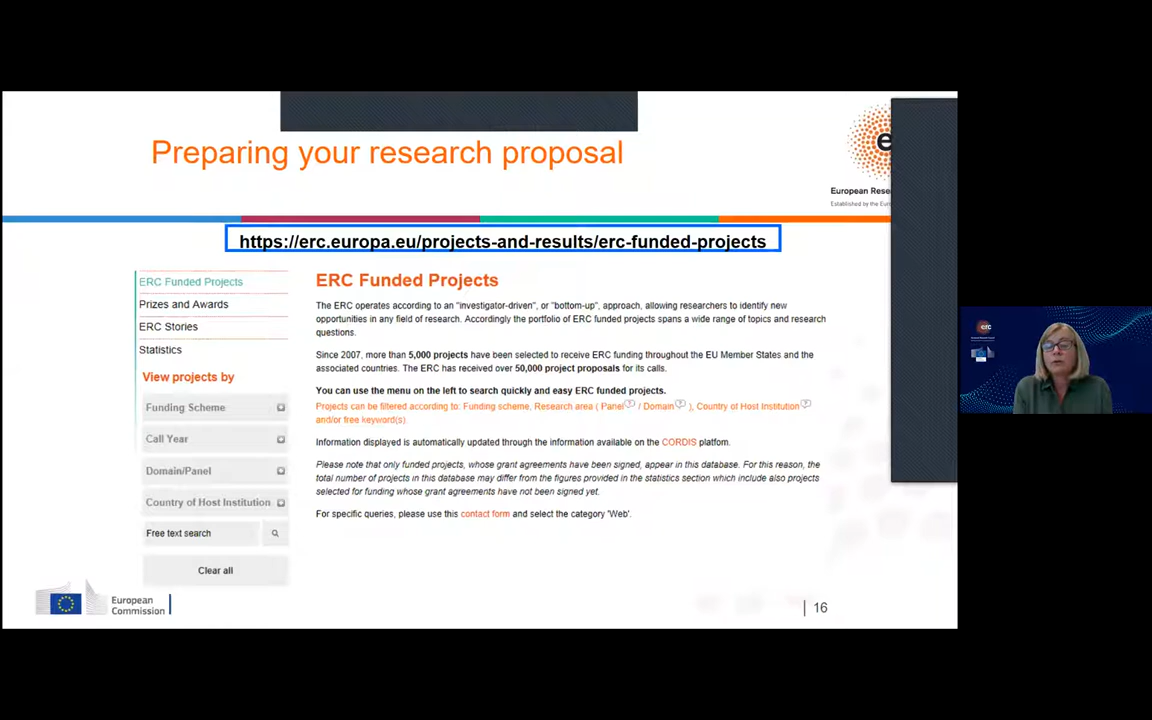 Preparing your research proposal
European Rese
Established by the Eur
https://erc.europa.eu/projects-and-results/erc-funded-projects
ERC Funded Projects
Prizes and Awards
ERC Stories
Statistics
View projects by
Funding Scheme
Call Year
Domain/Panel
Country of Host Institution
Free text search
Clear all
ERC Funded Projects
The ERC operates according to an "investigator-driven", or "bottom-up", approach, allowing researchers to identify new
opportunities in any field of research. Accordingly the portfolio of ERC funded projects spans a wide range of topics and research
questions.
Since 2007, more than 5,000 projects have been selected to receive ERC funding throughout the EU Member States and the
associated countries. The ERC has received over 50,000 project proposals for its calls.
You can use the menu on the left to search quickly and easy ERC funded projects.
Projects can be filtered according to: Funding scheme, Research area ( Panel / Domain ), Country of Host Institution
and/or free keyword(s).
Information displayed is automatically updated through the information available on the CORDIS platfom.
Please note that only funded projects, whose grant agreements have been signed, appear in this database. For this reason, the
total number of projects in this database may differ from the figures provided in the statistics section which include also projects
selected for funding whose grant agreements have not been signed yet.
For specific queries, please use this contact form and select the category 'Web'.
European
Commission
16
erc